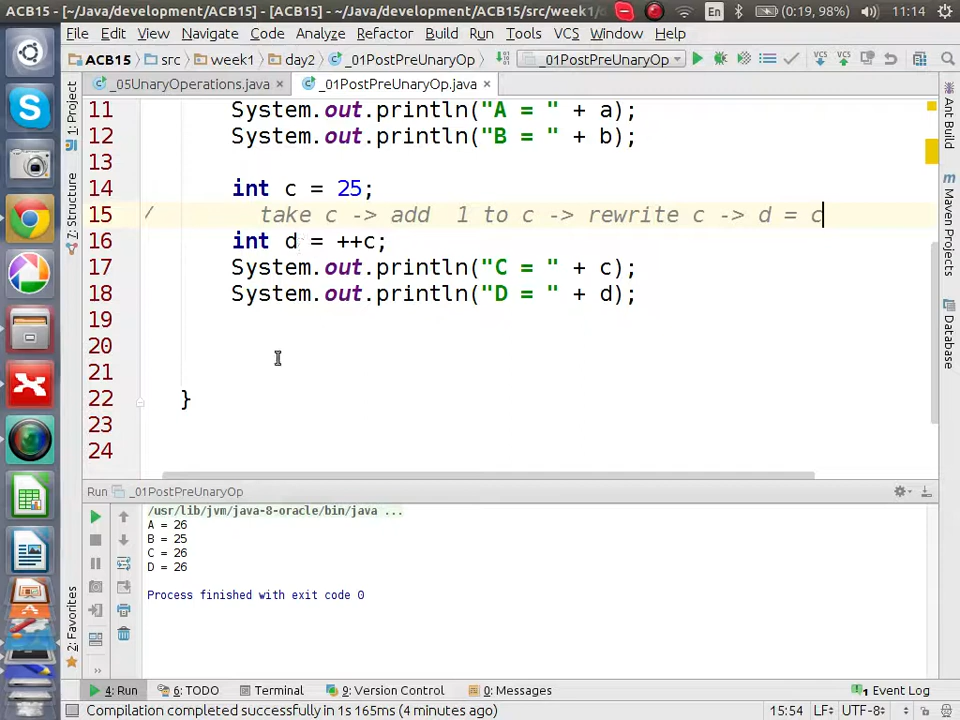 ACB15 - [~/Java/development/ACB15] - [ACB15] - ~/Java/development/ACB15/src/week1/
En
(0:19, 98%)
11:14
File Edit View Navigate Code Analyze Refactor Build Run Tools VCS Window Help
ACB15 src week1 day2 _01PostPreUnaryOp _01PostPreUnaryOp VCS VCS
_05UnaryOperations.java _01PostPreUnaryOp.java
11 System.out.println("A = " + a);
12 System.out.println("B = " + b);
13
14 int c = 25;
15 / take c -> add 1 to c -> rewrite c -> d = c
16 int d = ++c;
17 System.out.println("C = " + c);
18 System.out.println("D = " + d);
19
20
21
22 }
23
24
1: Project
7: Structure
2: Favorites
Ant Build
Maven Projects
Database
Run _01PostPreUnaryOp
/usr/lib/jvm/java-8-oracle/bin/java ...
A = 26
B = 25
C = 26
D = 26
Process finished with exit code 0
4: Run 6: TODO Terminal 9: Version Control 0: Messages 1 Event Log
Compilation completed successfully in 1s 165ms (4 minutes ago) 15:54 LF UTF-8